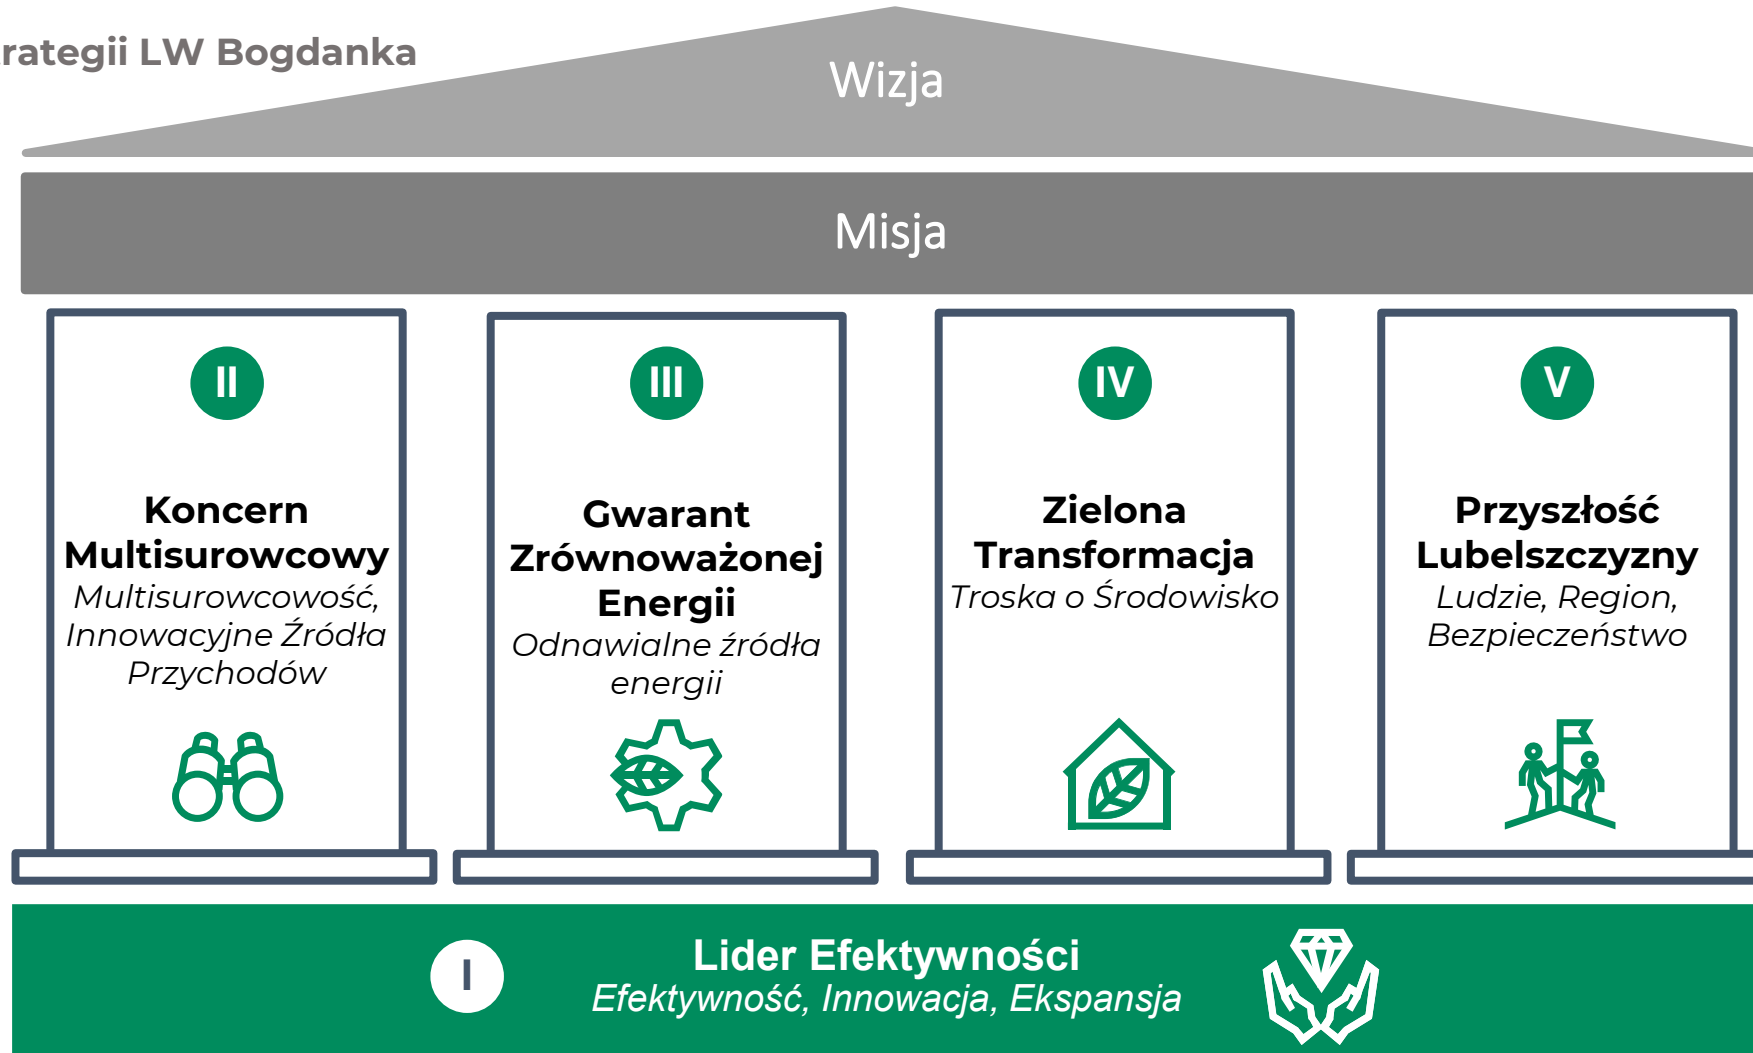 trategii LW Bogdanka
Wizja
Misja
II
Koncern
Multisurowcowy
Multisurowcowość,
Innowacyjne Źródła
Przychodów
III
Gwarant
Zrównoważonej
Energii
Odnawialne źródła
energii
IV
Zielona
Transformacja
Troska o Środowisko
V
Przyszłość
Lubelszczyzny
Ludzie, Region,
Bezpieczeństwo
I
Lider Efektywności
Efektywność, Innowacja, Ekspansja